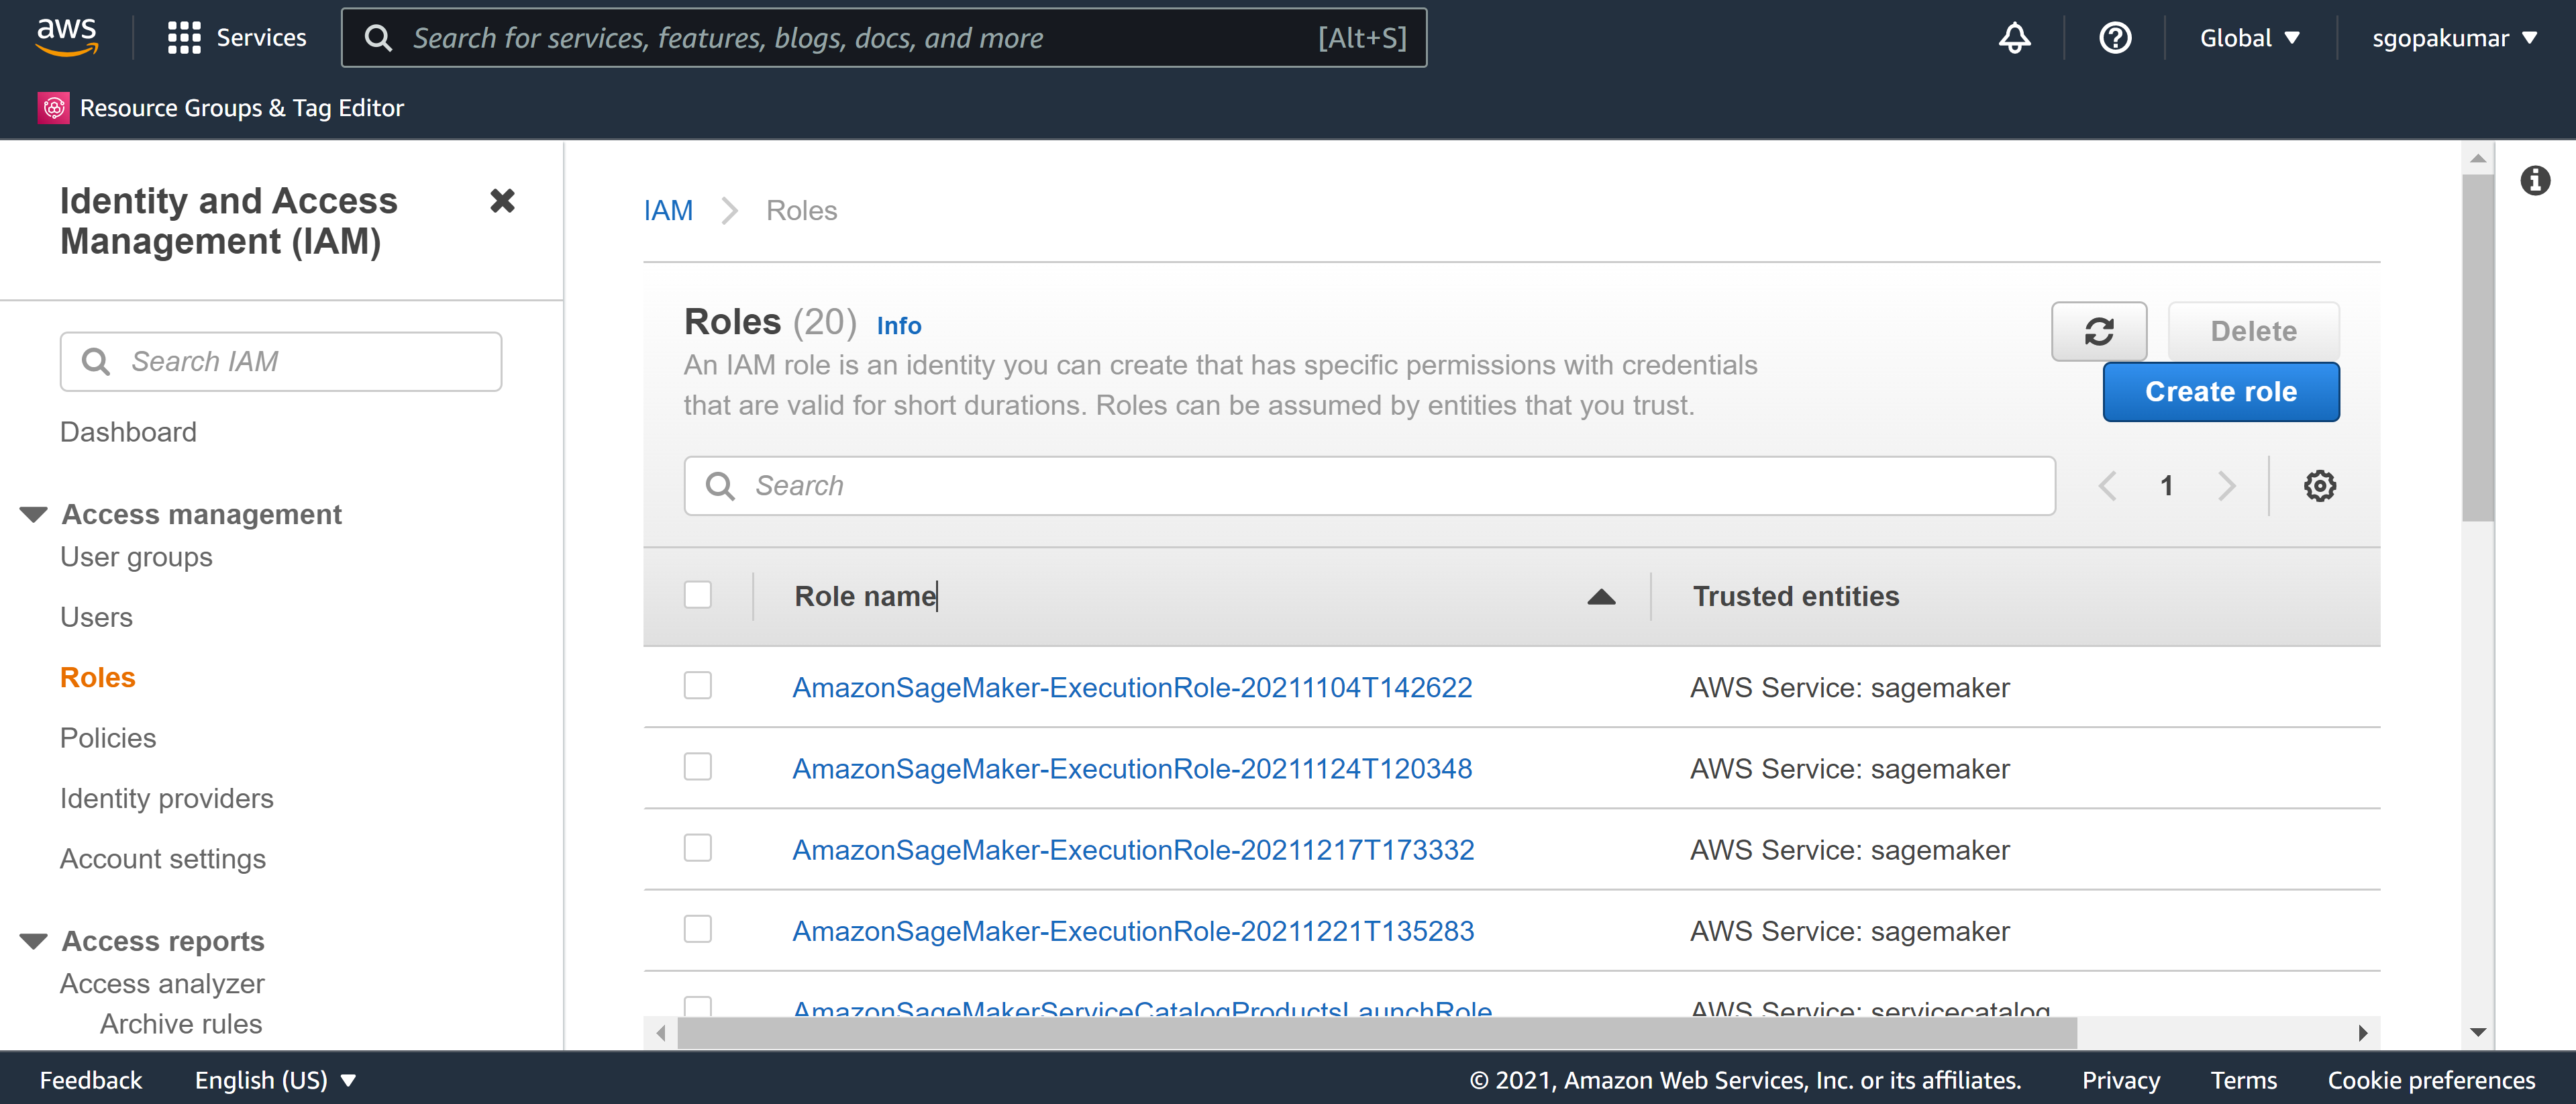 aws
Services
Search for services, features, blogs, docs, and more
[Alt+S]
Global
sgopakumar
Resource Groups & Tag Editor
Identity and Access
Management (IAM)
Search IAM
Dashboard
Access management
User groups
Users
Roles
Policies
Identity providers
Account settings
Access reports
Access analyzer
Archive rules
IAM
Roles
Roles (20) Info
An IAM role is an identity you can create that has specific permissions with credentials
that are valid for short durations. Roles can be assumed by entities that you trust.
Delete
Create role
Search
1
Role name
Trusted entities
AmazonSageMaker-ExecutionRole-20211104T142622
AWS Service: sagemaker
AmazonSageMaker-ExecutionRole-20211124T120348
AWS Service: sagemaker
AmazonSageMaker-ExecutionRole-20211217T173332
AWS Service: sagemaker
AmazonSageMaker-ExecutionRole-20211221T135283
AWS Service: sagemaker
AmazonSageMakerServiceCatalogProductsLaunchRole
AWS Service: servicecatalog
Feedback
English (US)
© 2021, Amazon Web Services, Inc. or its affiliates.
Privacy
Terms
Cookie preferences